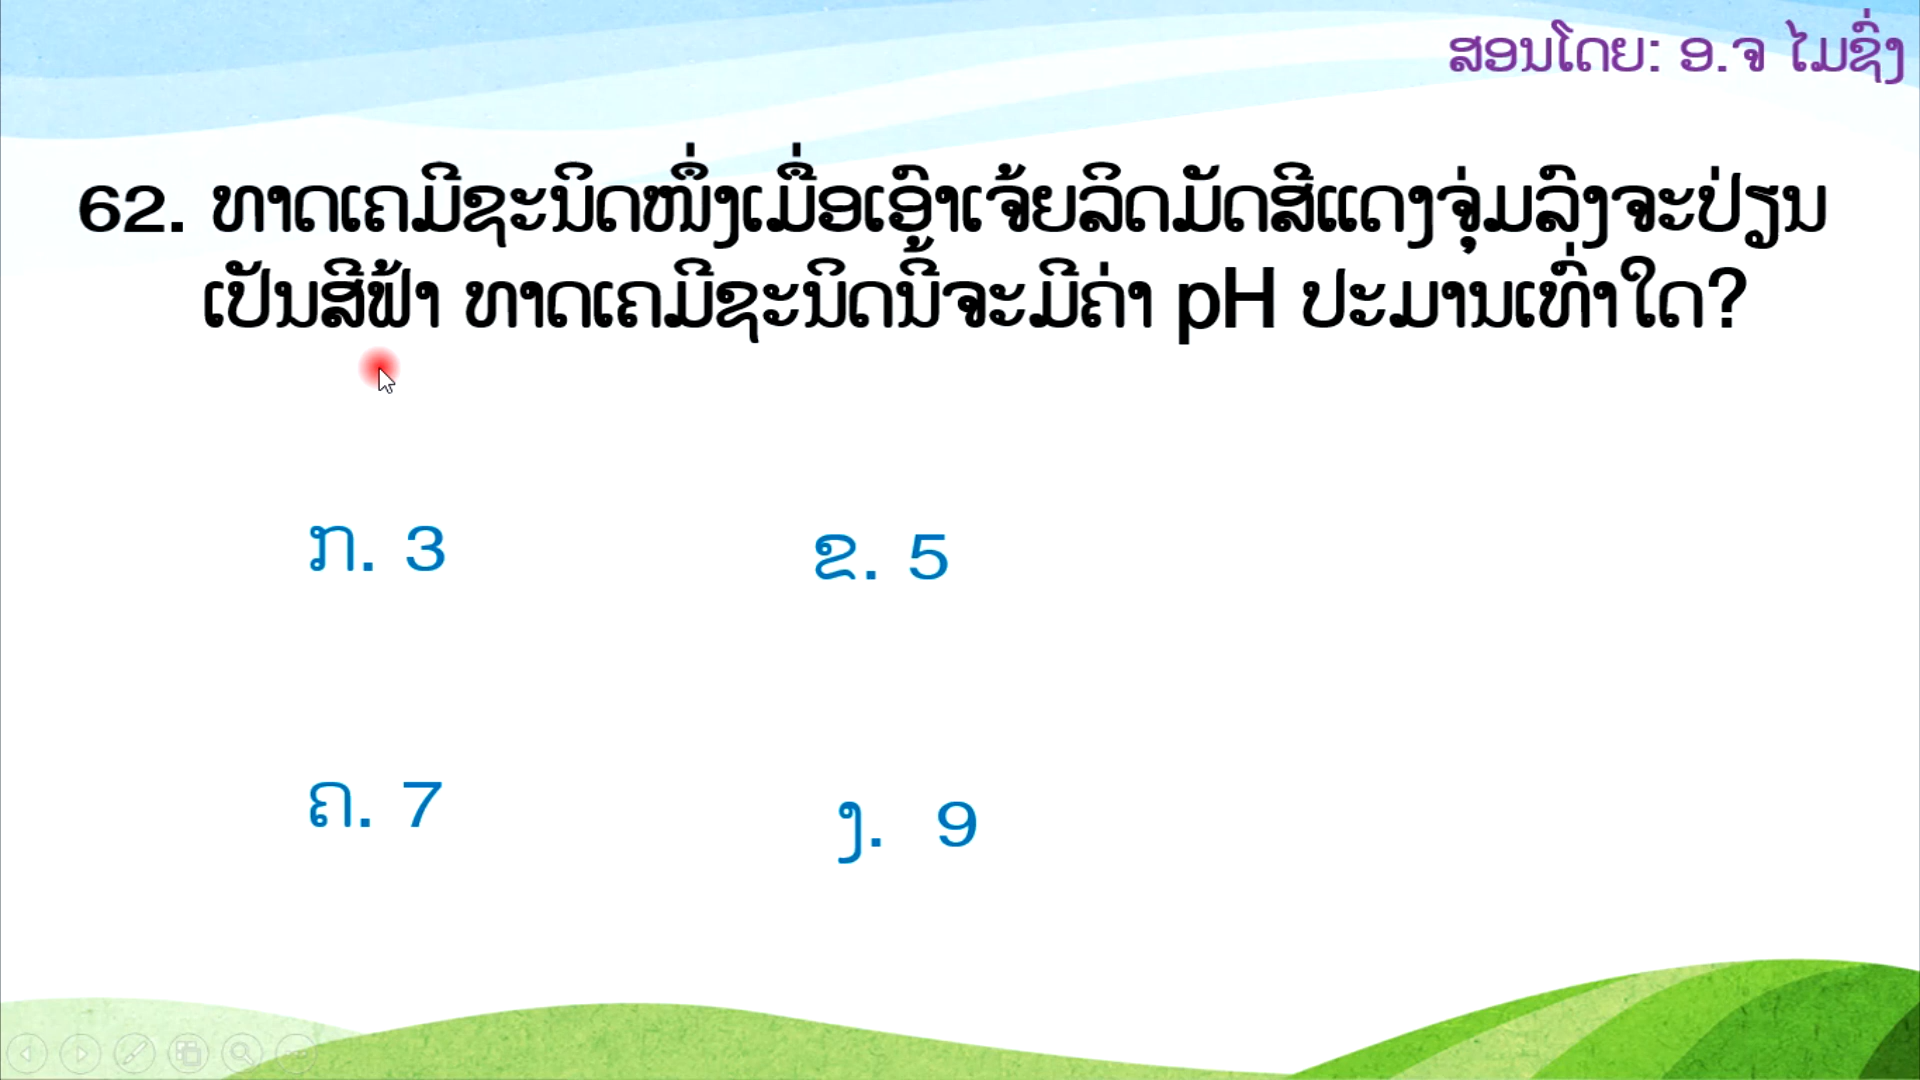 ສອນໂດຍ: ອ.ຈ ໄມຊົ່ງ
62. ທາດເຄມີຊະນິດໜຶ່ງເມື່ອເອົາເຈ້ຍລິດມັດສີແດງຈຸ່ມລົງຈະປ່ຽນ
ເປັນສີຟ້າ ທາດເຄມີຊະນິດນີ້ຈະມີຄ່າ pH ປະມານເທົ່າໃດ?
ກ. 3 ຂ. 5
ຄ. 7 ງ. 9